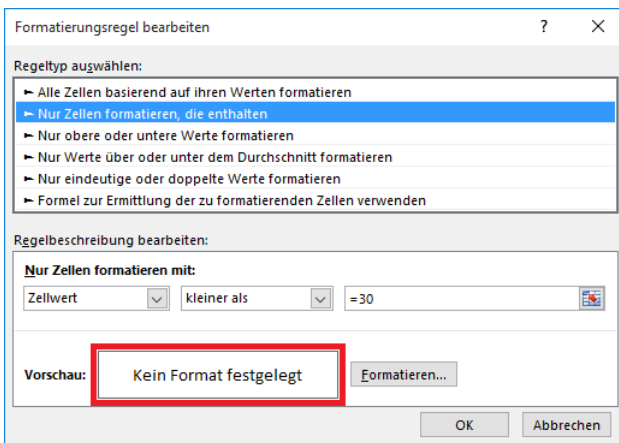 Formatierungsregel bearbeiten ? ×
Regeltyp auswählen:
► Alle Zellen basierend auf ihren Werten formatieren
► Nur Zellen formatieren, die enthalten
► Nur obere oder untere Werte formatieren
► Nur Werte über oder unter dem Durchschnitt formatieren
► Nur eindeutige oder doppelte Werte formatieren
► Formel zur Ermittlung der zu formatierenden Zellen verwenden
Regelbeschreibung bearbeiten:
Nur Zellen formatieren mit:
Zellwert kleiner als =30
Vorschau: Kein Format festgelegt Formatieren...
OK Abbrechen